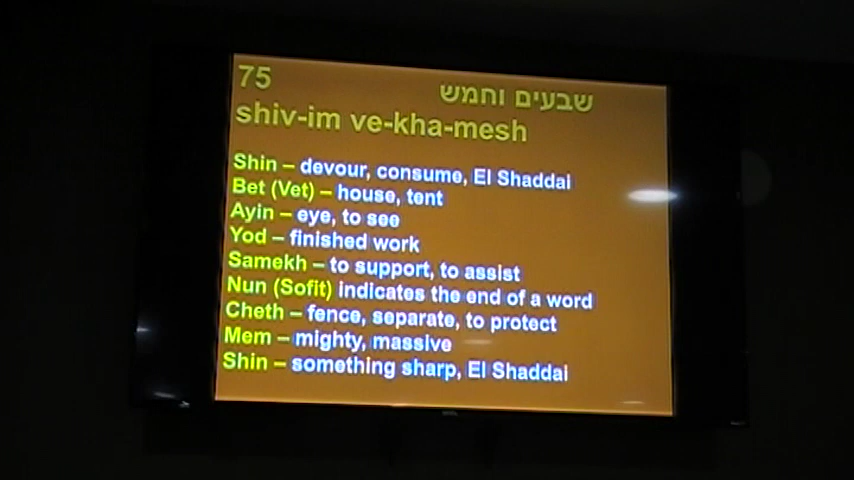 75 שבעים וחמש
shiv-im ve-kha-mesh
Shin – devour, consume, El Shaddai
Bet (Vet) – house, tent
Ayin – eye, to see
Yod – finished work
Samekh – to support, to assist
Nun (Sofit) indicates the end of a word
Cheth – fence, separate, to protect
Mem – mighty, massive
Shin – something sharp, El Shaddai